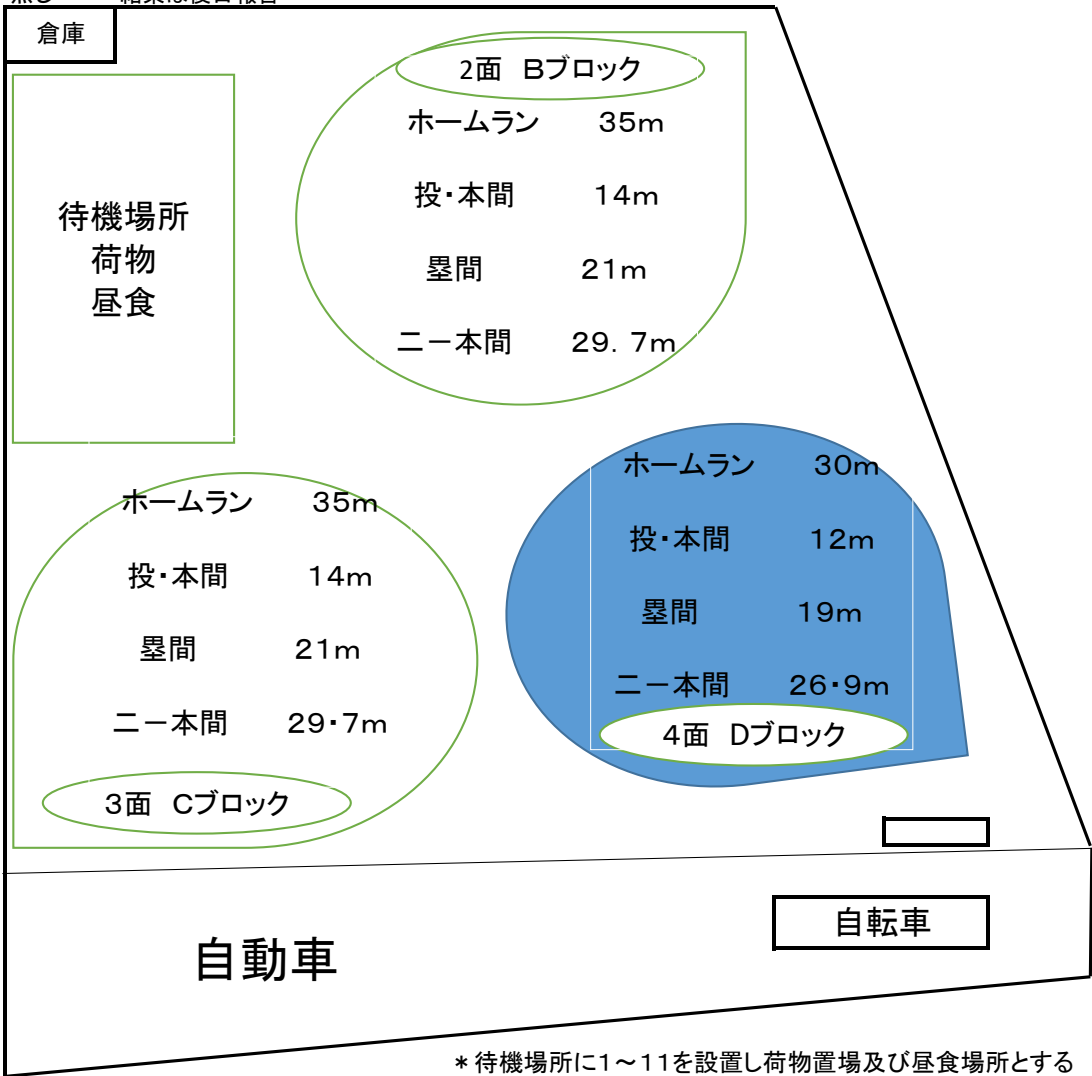 倉庫
2面 Bブロック
ホームラン 35m
投・本間 14m
塁間 21m
二ー本間 29.7m
待機場所
荷物
昼食
ホームラン 35m
投・本間 14m
塁間 21m
二ー本間 29・7m
3面 Cブロック
ホームラン 30m
投・本間 12m
塁間 19m
二ー本間 26・9m
4面 Dブロック
自転車
自動車
*待機場所に1～11を設置し荷物置場及び昼食場所とする